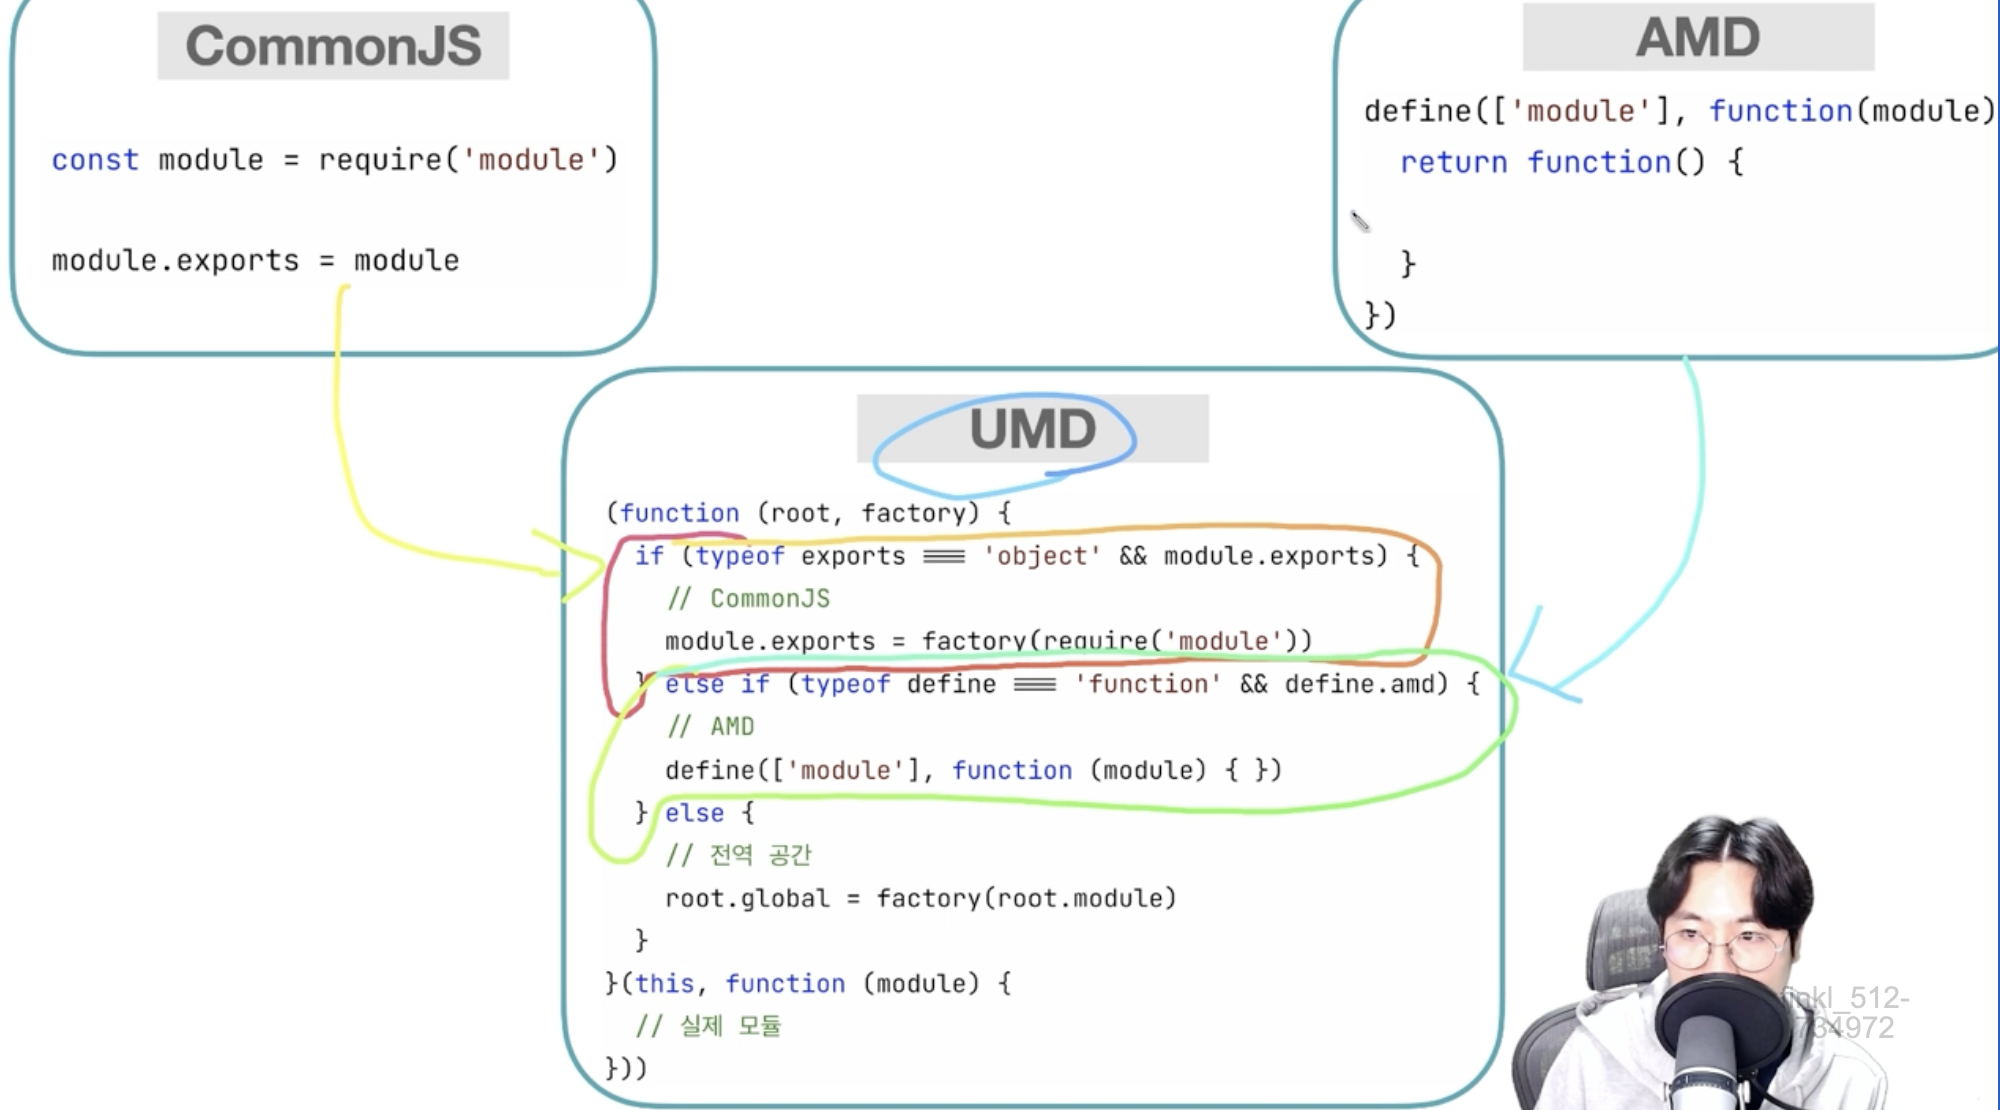 CommonJS
const module = require('module')
module.exports = module
AMD
define(['module'], function(module)
return function() {
}
})
UMD
(function (root, factory) {
if (typeof exports === 'object' && module.exports) {
// CommonJS
module.exports = factory(require('module'))
} else if (typeof define === 'function' && define.amd) {
// AMD
define(['module'], function (module) { })
} else {
// 전역 공간
root.global = factory(root.module)
}
}(this, function (module) {
// 실제 모듈
}))
inkl_512-
734972